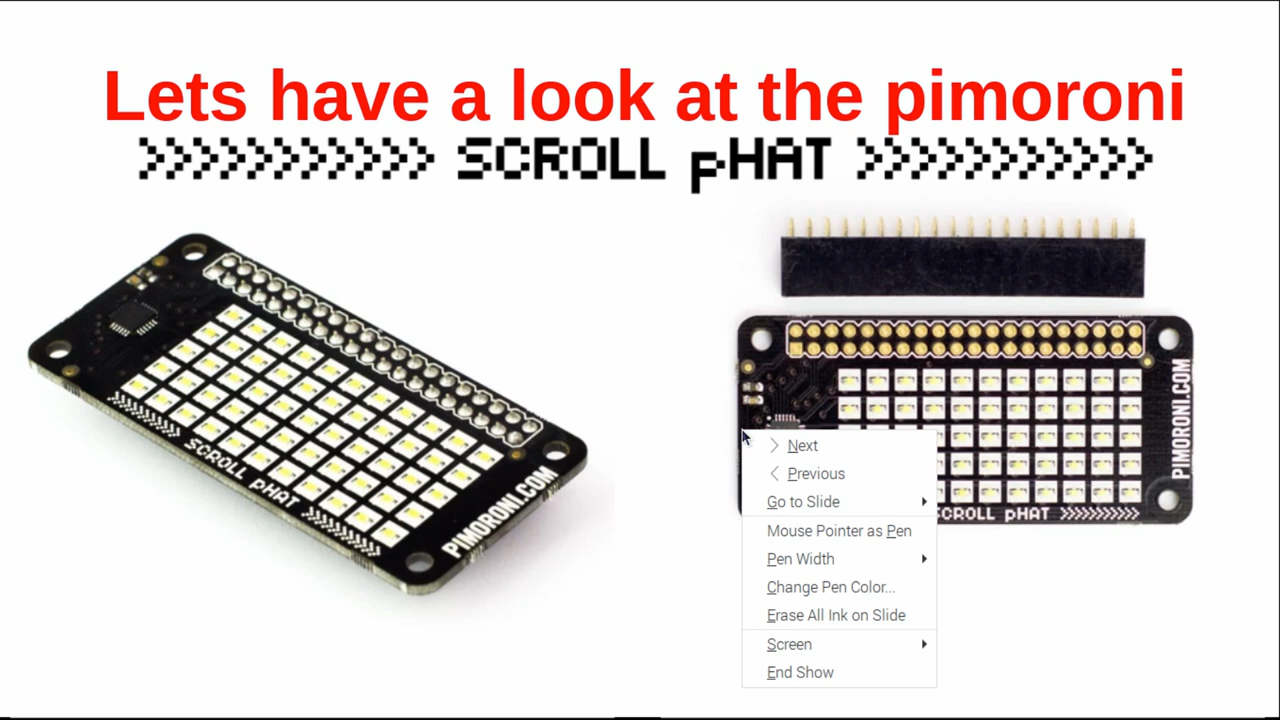 Lets have a look at the pimoroni
>>>>>>>>>>> SCROLL pHAT >>>>>>>>>>>
SCROLL pHAT
PIMORONI.COM
PIMORONI.COM
CROLL pHAT >>>>>>>>>
> Next
< Previous
Go to Slide
Mouse Pointer as Pen
Pen Width
Change Pen Color...
Erase All Ink on Slide
Screen
End Show